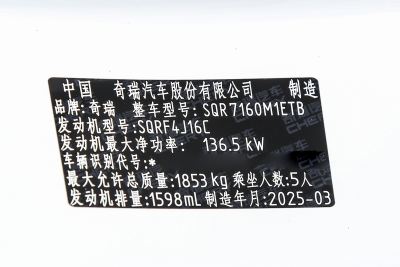 中国 奇瑞汽车股份有限公司 制造
品牌:奇瑞 整车型号:SQR7160M1ETB
发动机型号:SQRF4J16C
发动机最大净功率: 136.5 kW
车辆识别代号:*
最大允许总质量:1853 kg 乘坐人数:5人
发动机排量:1598mL 制造年月:2025-03